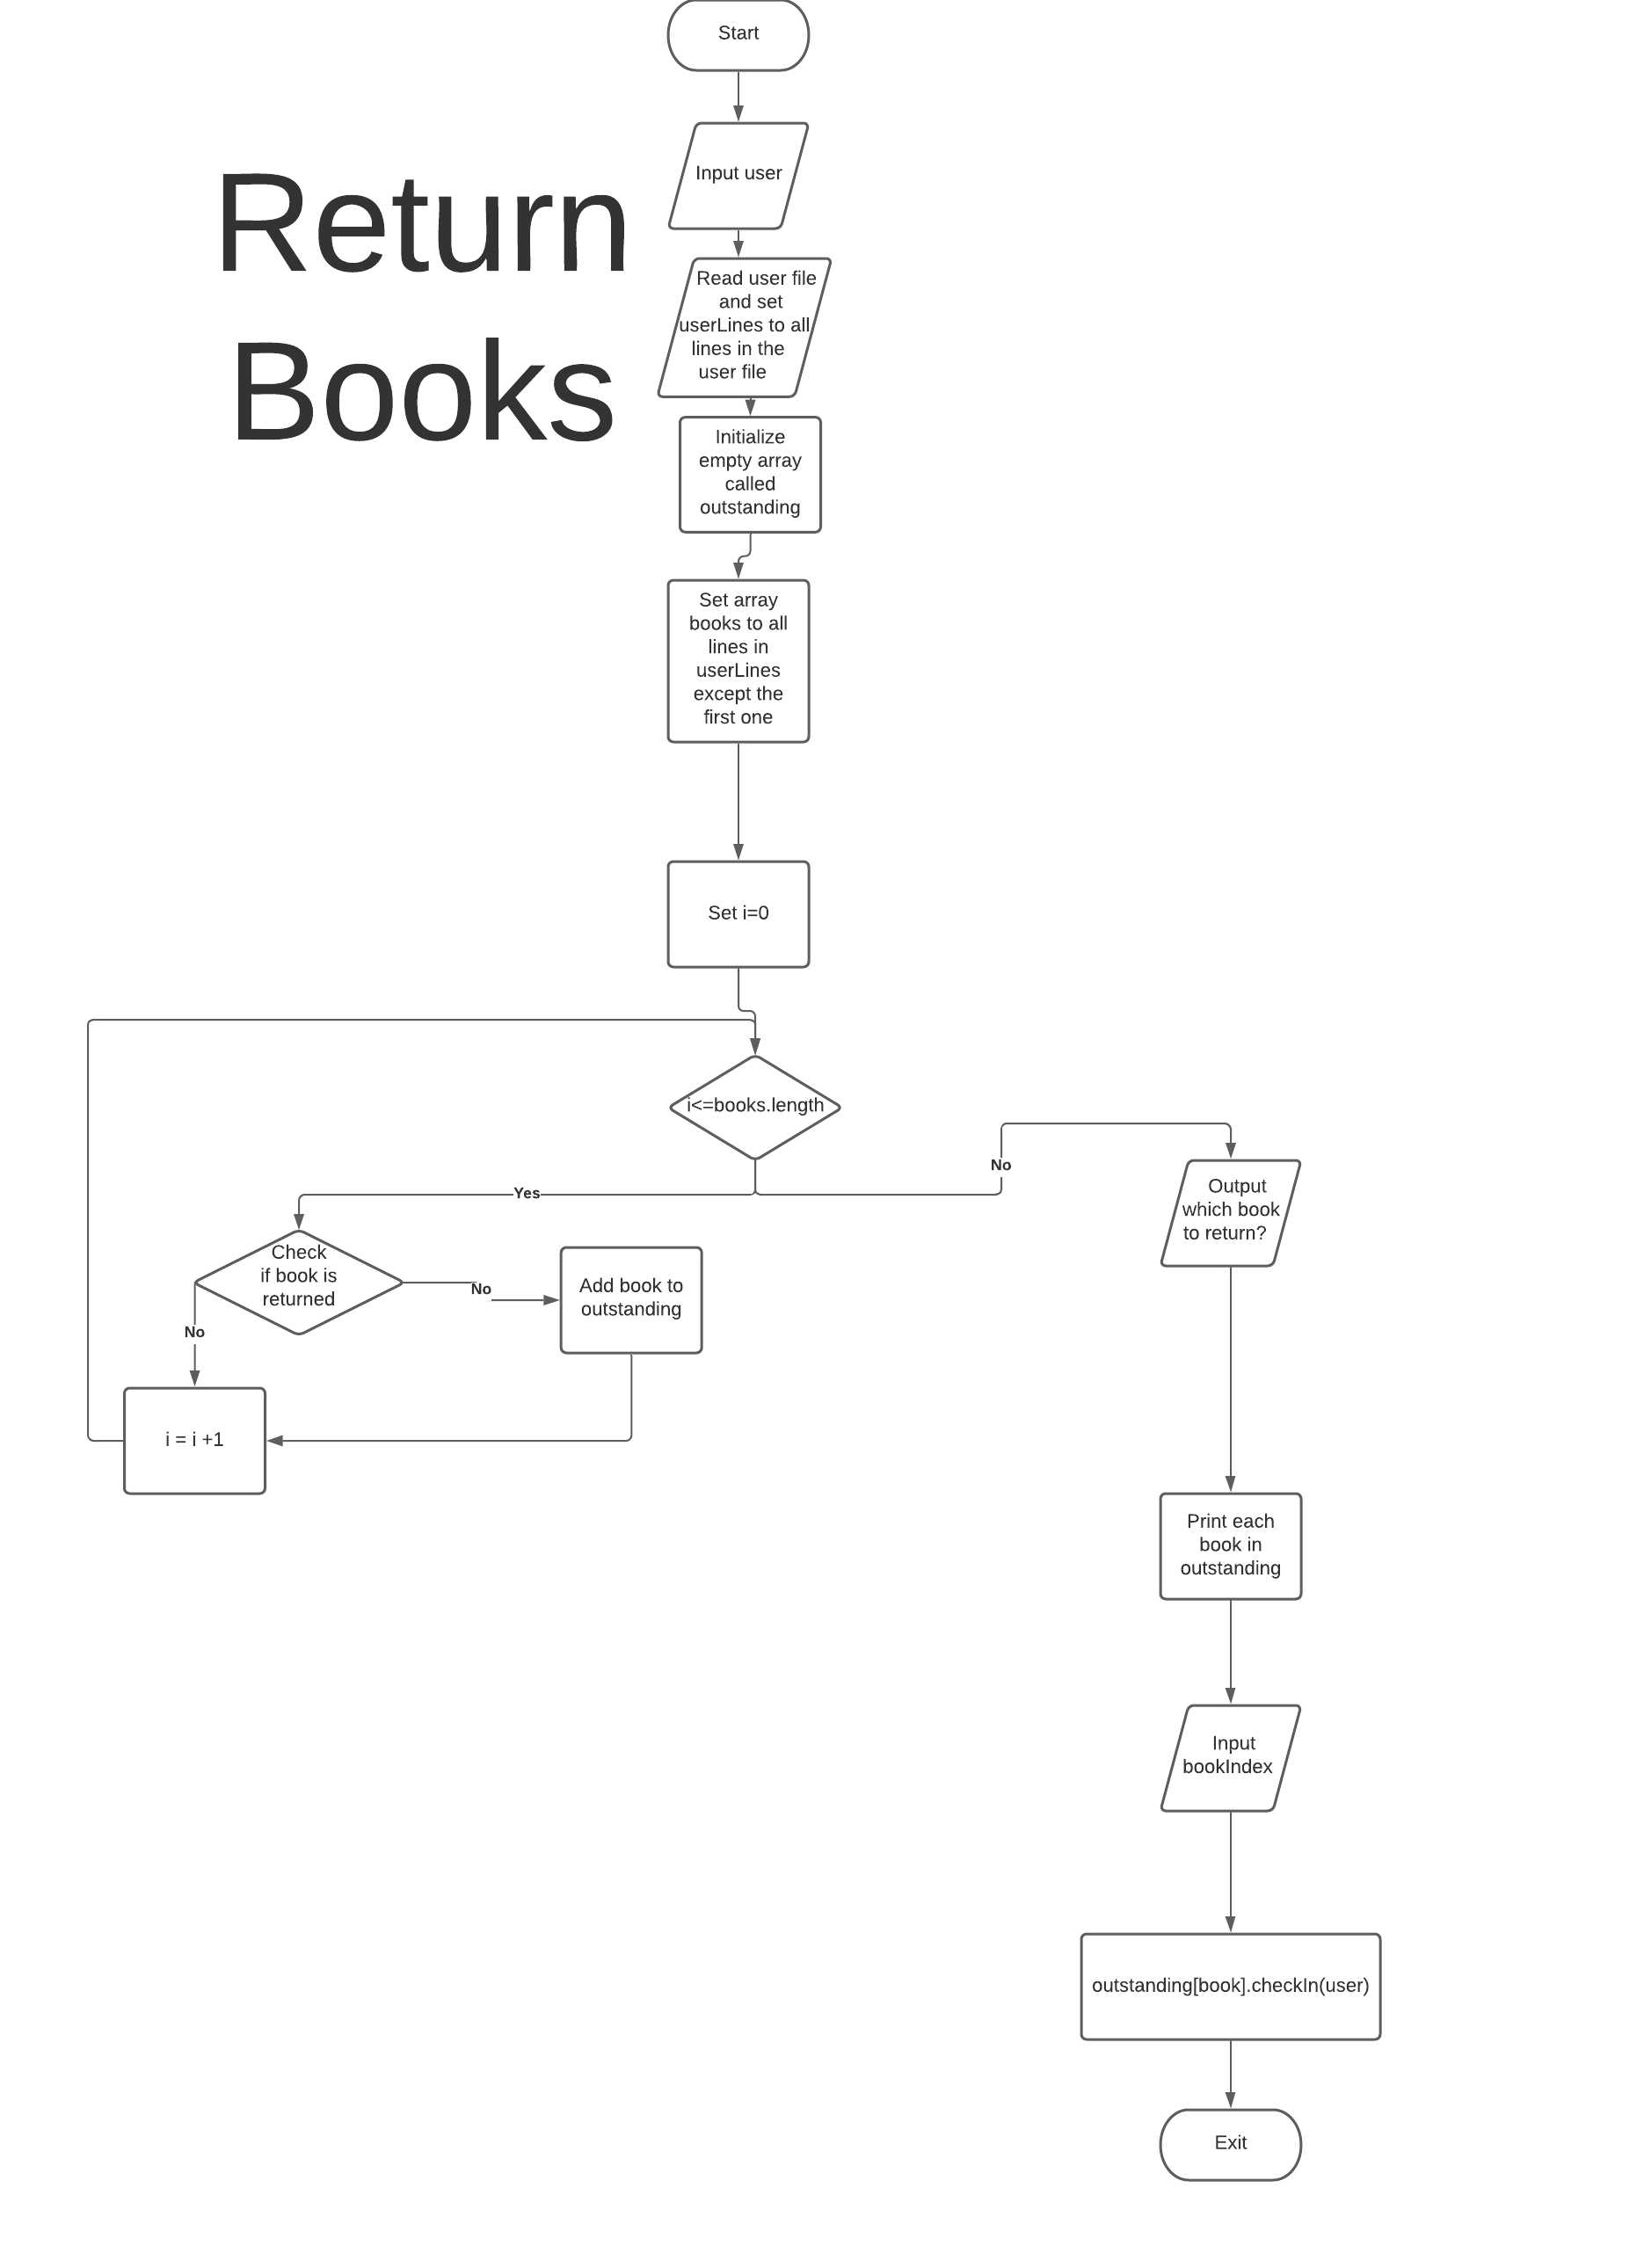 Start
Input user
Return
Books
Read user file
and set
userLines to all
lines in the
user file
Initialize
empty array
called
outstanding
Set array
books to all
lines in
userLines
except the
first one
Set i=0
i<=books.length
Yes
No
Check
if book is
returned
No
No
Add book to
outstanding
i = i +1
Output
which book
to return?
Print each
book in
outstanding
Input
bookIndex
outstanding[book].checkIn(user)
Exit